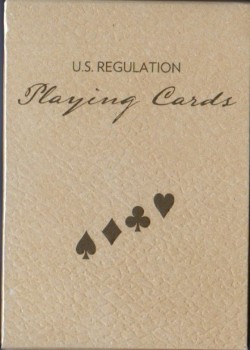 U.S. REGULATION
Playing Cards